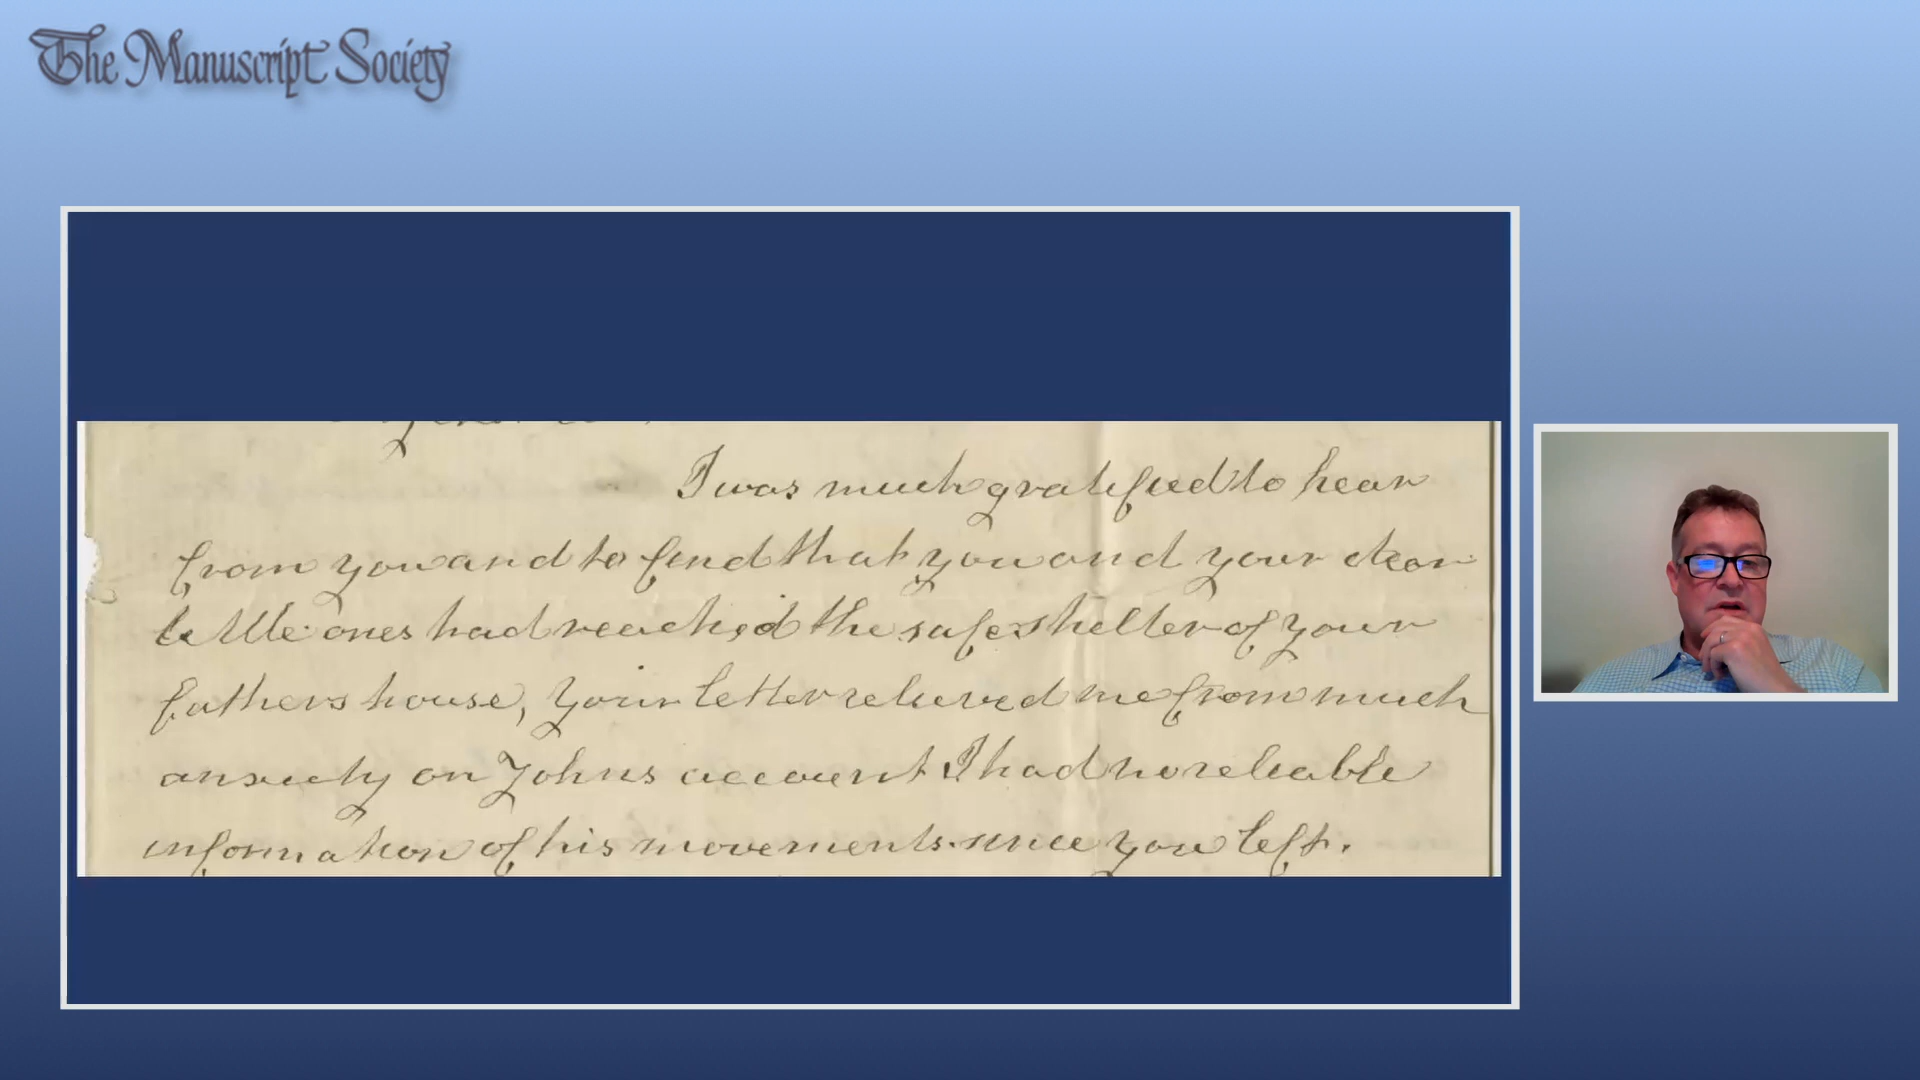 The Manuscript Society
I was much gratified to hear
from you and to find that you and your dear
little ones had reached the safe shelter of your
fathers house, your letter relieved me from much
anxiety on Johns account I had no reliable
information of his movements since you left.